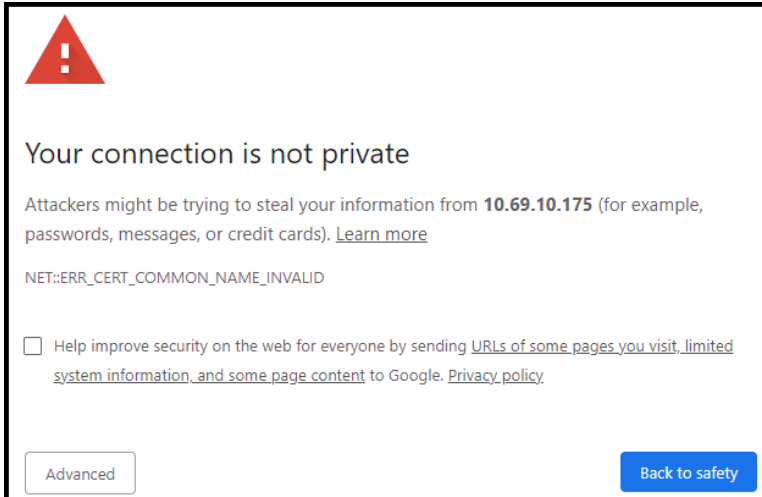 Your connection is not private
Attackers might be trying to steal your information from 10.69.10.175 (for example,
passwords, messages, or credit cards). Learn more
NET::ERR_CERT_COMMON_NAME_INVALID
Help improve security on the web for everyone by sending URLs of some pages you visit, limited
system information, and some page content to Google. Privacy policy
Advanced
Back to safety